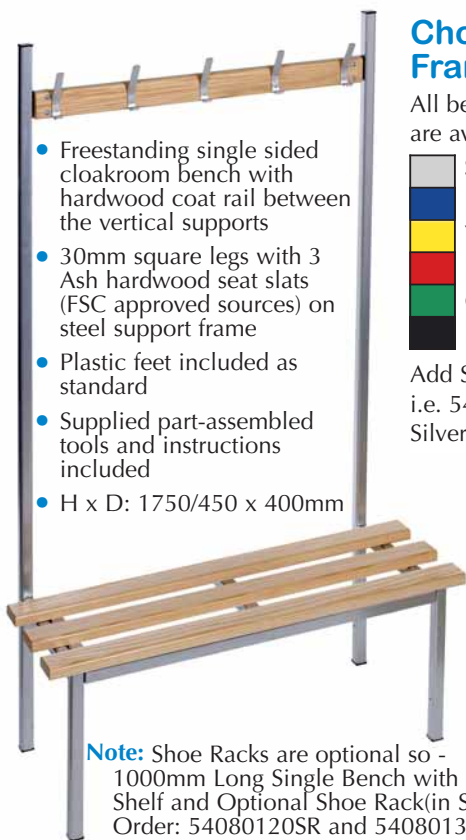 Freestanding single sided
cloakroom bench with
hardwood coat rail between
the vertical supports
30mm square legs with 3
Ash hardwood seat slats
(FSC approved sources) on
steel support frame
Plastic feet included as
standard
Supplied part-assembled
tools and instructions
included
H x D: 1750/450 x 400mm
All be
are av
Add S
i.e. 54
Silver
Note: Shoe Racks are optional so -
1000mm Long Single Bench with
Shelf and Optional Shoe Rack(in S
Order: 54080120SR and 5408013